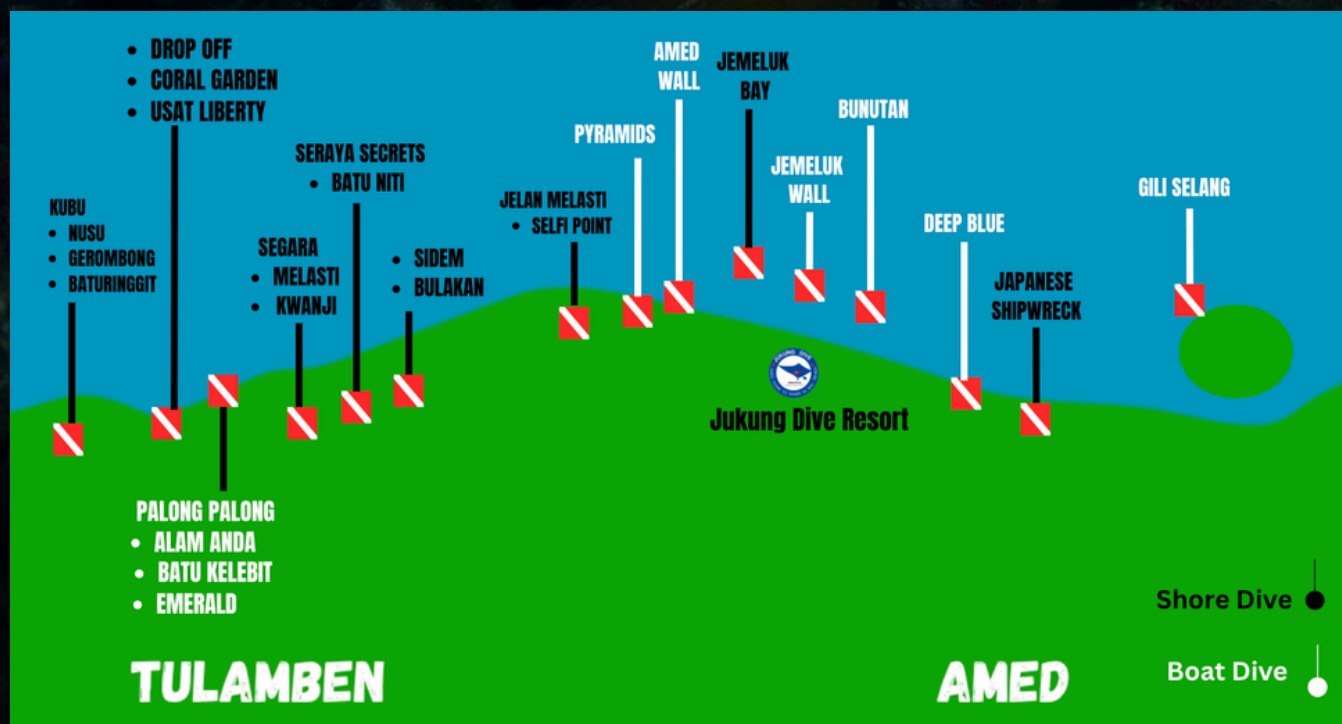 • DROP OFF
• CORAL GARDEN
• USAT LIBERTY
AMED
WALL
JEMELUK
BAY
BUNUTAN
PYRAMIDS
SERAYA SECRETS
• BATU NITI
JEMELUK
WALL
GILI SELANG
KUBU
• NUSU
• GEROMBONG
• BATURINGGIT
JELAN MELASTI
• SELFI POINT
DEEP BLUE
SEGARA
• MELASTI
• KWANJI
• SIDEM
• BULAKAN
JAPANESE
SHIPWRECK
Jukung Dive Resort
PALONG PALONG
• ALAM ANDA
• BATU KELEBIT
• EMERALD
Shore Dive
Boat Dive
TULAMBEN
AMED